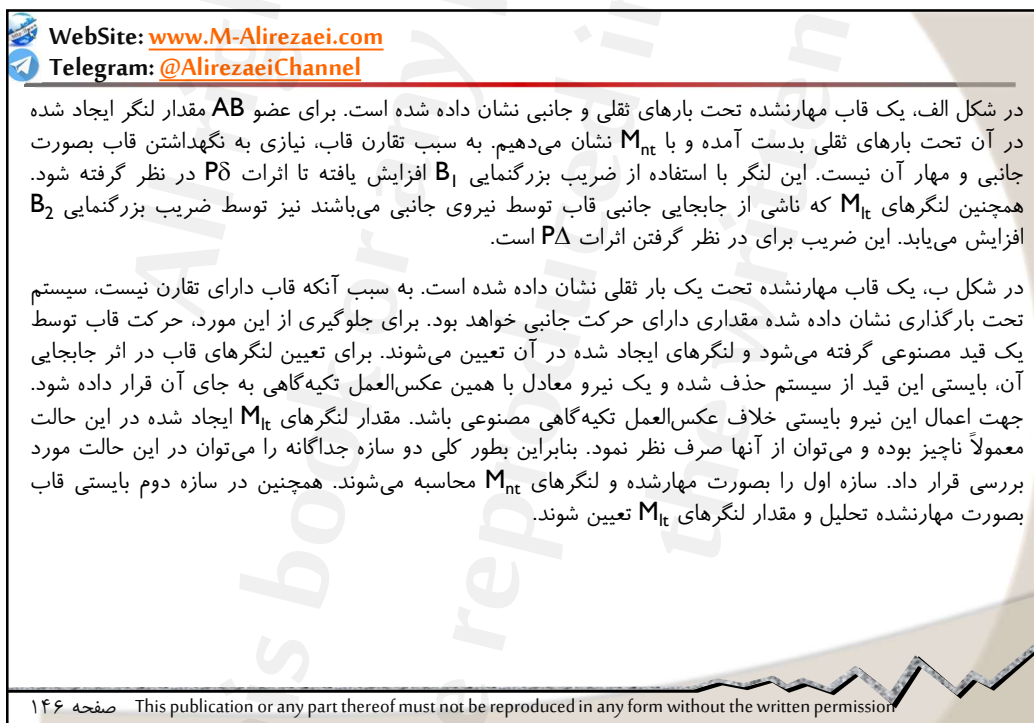 WebSite: www.M-Alirezaei.com
Telegram: @AlirezaeiChannel
در شکل الف، یک قاب مهارنشده تحت بارهای ثقلی و جانبی نشان داده شده است. برای عضو AB مقدار لنگر ایجاد شده
در آن تحت بارهای ثقلی بدست آمده و با Mnt نشان می‌دهیم. به سبب تقارن قاب، نیازی به نگهداشتن قاب بصورت
جانبی و مهار آن نیست. این لنگر با استفاده از ضریب بزرگنمایی B1 افزایش یافته تا اثرات Pδ در نظر گرفته شود.
همچنین لنگرهای Mlt که ناشی از جابجایی جانبی قاب توسط نیروی جانبی می‌باشند نیز توسط ضریب بزرگنمایی B2
افزایش می‌یابد. این ضریب برای در نظر گرفتن اثرات PΔ است.
در شکل ب، یک قاب مهارنشده تحت یک بار ثقلی نشان داده شده است. به سبب آنکه قاب دارای تقارن نیست، سیستم
تحت بارگذاری نشان داده شده مقداری دارای حرکت جانبی خواهد بود. برای جلوگیری از این مورد، حرکت قاب توسط
یک قید مصنوعی گرفته می‌شود و لنگرهای ایجاد شده در آن تعیین می‌شوند. برای تعیین لنگرهای قاب در اثر جابجایی
آن، بایستی این قید از سیستم حذف شده و یک نیرو معادل با همین عکس‌العمل تکیه‌گاهی به جای آن قرار داده شود.
جهت اعمال این نیرو بایستی خلاف عکس‌العمل تکیه‌گاهی مصنوعی باشد. مقدار لنگرهای Mlt ایجاد شده در این حالت
معمولاً ناچیز بوده و می‌توان از آنها صرف نظر نمود. بنابراین بطور کلی دو سازه جداگانه را می‌توان در این حالت مورد
بررسی قرار داد. سازه اول را بصورت مهارشده و لنگرهای Mnt محاسبه می‌شوند. همچنین در سازه دوم بایستی قاب
بصورت مهارنشده تحلیل و مقدار لنگرهای Mlt تعیین شوند.
صفحه ۱۴۶ This publication or any part thereof must not be reproduced in any form without the written permission